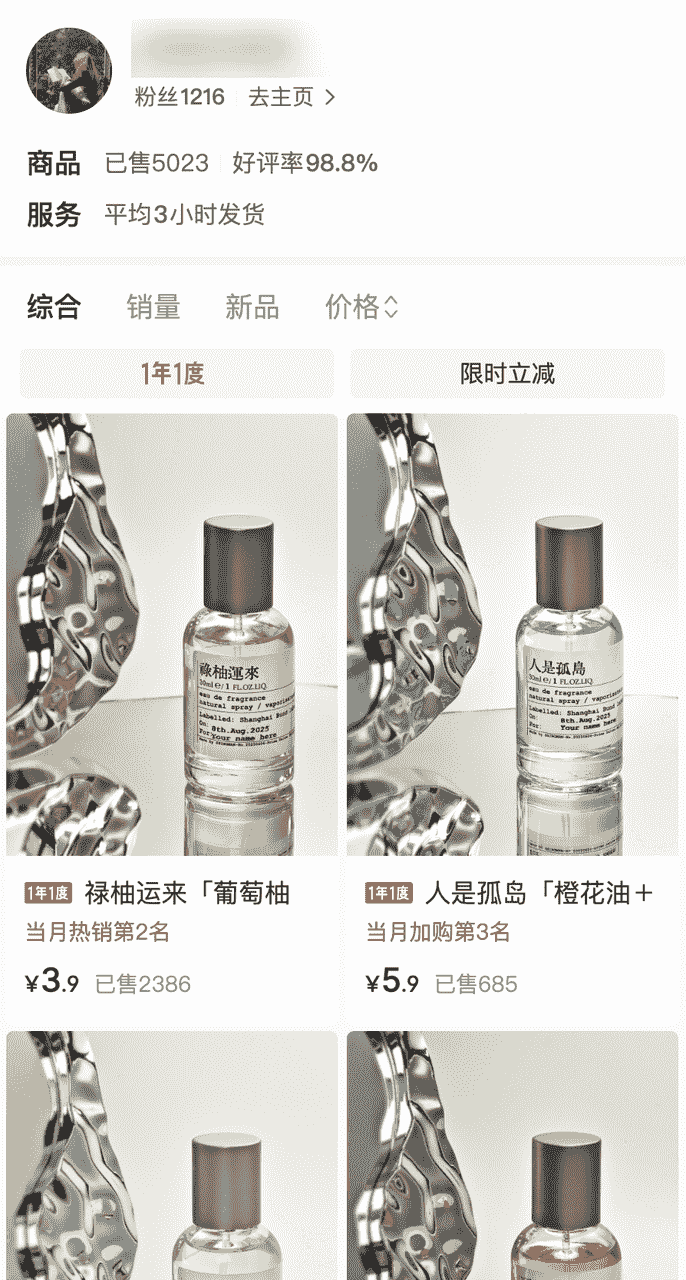 粉丝1216 去主页
商品 已售5023 好评率98.8%
服务 平均3小时发货
综合 销量 新品 价格
1年1度 限时立减
祿柚運來
30ml ℮/1 FL.OZ.LIQ.
eau de fragrance
natural spray / vaporisateur
Labelled: Shanghai Bund
On: 8th.Aug.2025
For: Your name here
人是孤島
30ml ℮/1 FL.OZ.LIQ.
eau de fragrance
natural spray /
Labelled: Shanghai Bund
On: 8th.Aug.2025
For: Your name here
1年1度 禄柚运来「葡萄柚
当月热销第2名
¥3.9 已售2386
1年1度 人是孤岛「橙花油＋
当月加购第3名
¥5.9 已售685